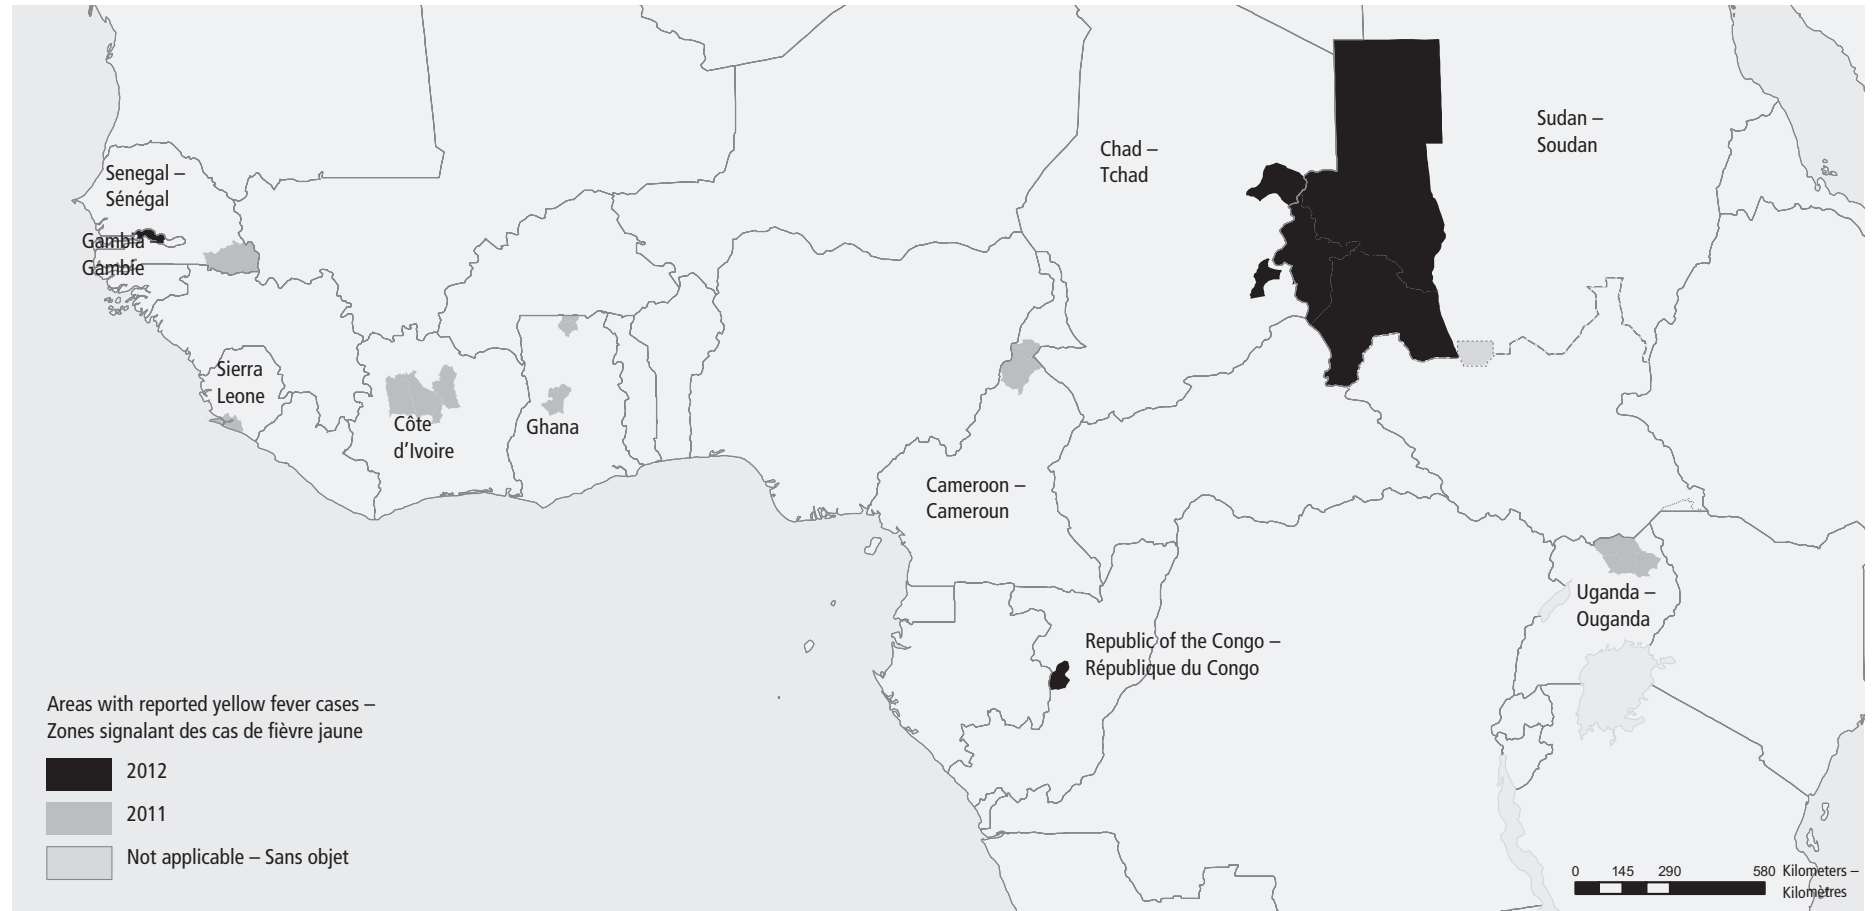 Sudan –
Soudan
Chad –
Tchad
Senegal –
Sénégal
Gambia –
Gambie
Sierra
Leone
Côte
d’Ivoire
Ghana
Cameroon –
Cameroun
Uganda –
Ouganda
Republic of the Congo –
République du Congo
Areas with reported yellow fever cases –
Zones signalant des cas de fièvre jaune
2012
2011
Not applicable – Sans objet
0 145 290 580 Kilometers –
Kilomètres